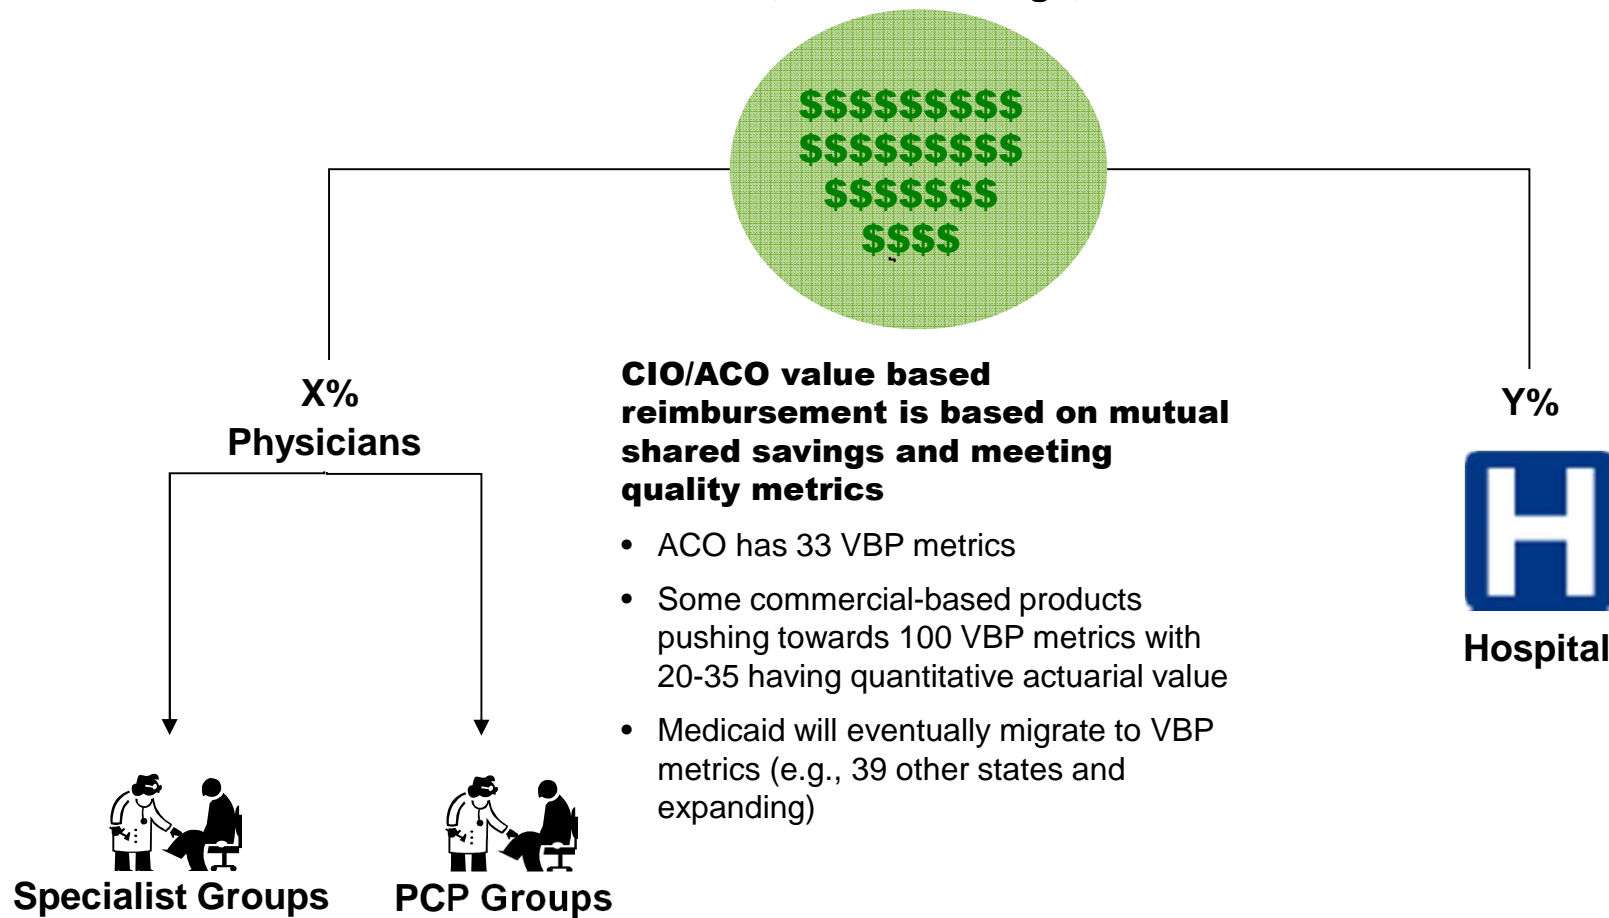 $$$$$$$$$
$$$$$$$$$
$$$$$$$
$$$$
X%
Physicians
CIO/ACO value based
reimbursement is based on mutual
shared savings and meeting
quality metrics
• ACO has 33 VBP metrics
• Some commercial-based products
pushing towards 100 VBP metrics with
20-35 having quantitative actuarial value
• Medicaid will eventually migrate to VBP
metrics (e.g., 39 other states and
expanding)
Y%
H
Hospital
Specialist Groups
PCP Groups